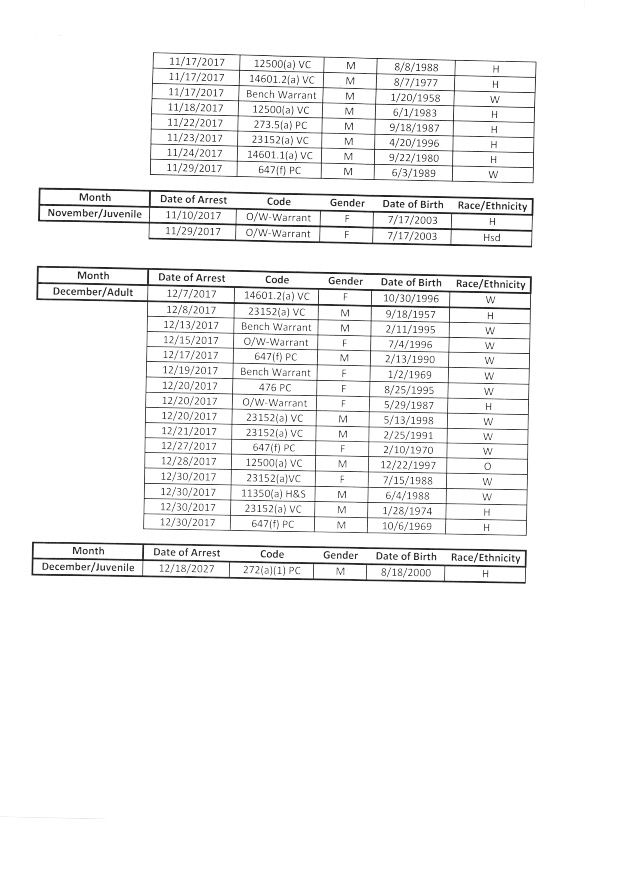 11/17/2017 12500(a) VC M 8/8/1988 H
11/17/2017 14601.2(a) VC M 8/7/1977 H
11/17/2017 Bench Warrant M 1/20/1958 W
11/18/2017 12500(a) VC M 6/1/1983 H
11/22/2017 273.5(a) PC M 9/18/1987 H
11/23/2017 23152(a) VC M 4/20/1996 H
11/24/2017 14601.1(a) VC M 9/22/1980 H
11/29/2017 647(f) PC M 6/3/1989 W
Month Date of Arrest Code Gender Date of Birth Race/Ethnicity
November/Juvenile 11/10/2017 O/W-Warrant F 7/17/2003 H
11/29/2017 O/W-Warrant F 7/17/2003 Hsd
Month Date of Arrest Code Gender Date of Birth Race/Ethnicity
December/Adult 12/7/2017 14601.2(a) VC F 10/30/1996 W
12/8/2017 23152(a) VC M 9/18/1957 H
12/13/2017 Bench Warrant M 2/11/1995 W
12/15/2017 O/W-Warrant F 7/4/1996 W
12/17/2017 647(f) PC M 2/13/1990 W
12/19/2017 Bench Warrant F 1/2/1969 W
12/20/2017 476 PC F 8/25/1995 W
12/20/2017 O/W-Warrant F 5/29/1987 H
12/20/2017 23152(a) VC M 5/13/1998 W
12/21/2017 23152(a) VC M 2/25/1991 W
12/27/2017 647(f) PC F 2/10/1970 W
12/28/2017 12500(a) VC M 12/22/1997 O
12/30/2017 23152(a)VC F 7/15/1988 W
12/30/2017 11350(a) H&S M 6/4/1988 W
12/30/2017 23152(a) VC M 1/28/1974 H
12/30/2017 647(f) PC M 10/6/1969 H
Month Date of Arrest Code Gender Date of Birth Race/Ethnicity
December/Juvenile 12/18/2027 272(a)(1) PC M 8/18/2000 H